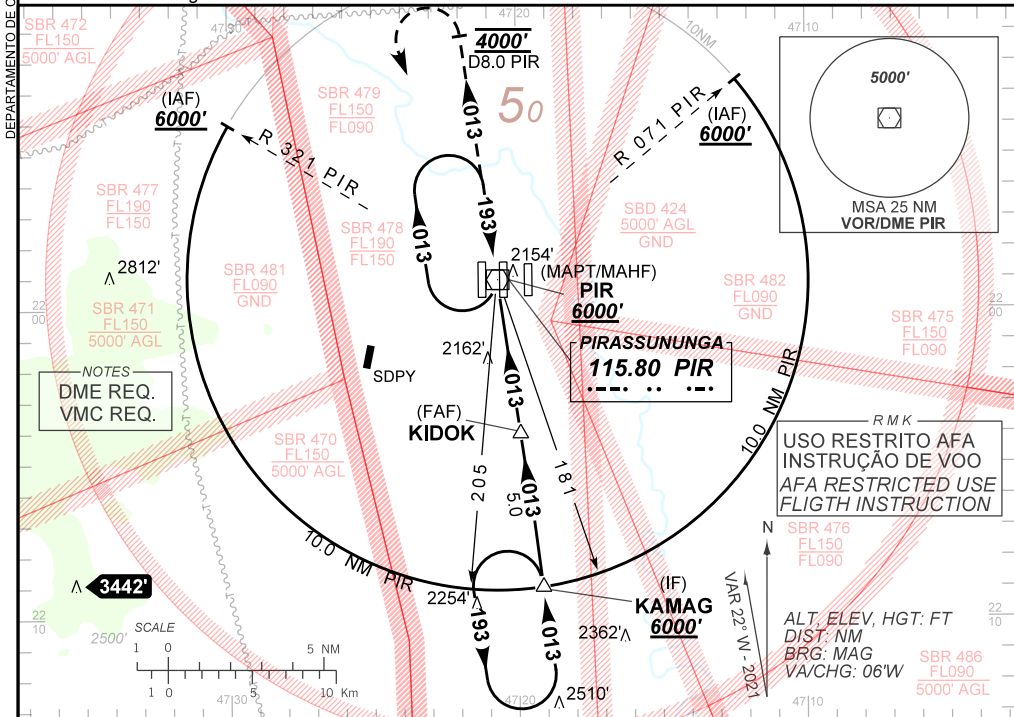 DEPARTAMENTO DE
47 30
47 20
47 10
SBR 472
FL150
5000' AGL
4000'
D8.0 PIR
10NM
5000'
MSA 25 NM
VOR/DME PIR
(IAF)
6000'
R 321 PIR
SBR 479
FL150
FL090
013
50
R 071 PIR
(IAF)
6000'
SBR 477
FL190
FL150
SBR 478
FL190
FL150
013
193
SBD 424
5000' AGL
GND
2812'
SBR 481
FL090
GND
2154'
(MAPT/MAHF)
PIR
6000'
SBR 482
FL090
GND
SBR 471
FL150
5000' AGL
22
00
22
00
SBR 475
FL150
FL090
2162'
PIRASSUNUNGA
115.80 PIR
SDPY
NOTES
DME REQ.
VMC REQ.
013
(FAF)
KIDOK
10.0 NM PIR
RMK
USO RESTRITO AFA
INSTRUÇÃO DE VOO
AFA RESTRICTED USE
FLIGTH INSTRUCTION
SBR 470
FL150
5000' AGL
205
013
5.0
181
10.0 NM PIR
SBR 476
FL150
FL090
N
VAR 22° W - 2021
3442'
2254'
(IF)
KAMAG
6000'
193
013
2362'
22
10
2500'
22
10
ALT, ELEV, HGT: FT
DIST: NM
BRG: MAG
VA/CHG: 06'W
SBR 486
FL090
5000' AGL
SCALE
1 0 5 NM
1 0 5 10 Km
2510'
47 30
47 20
47 10